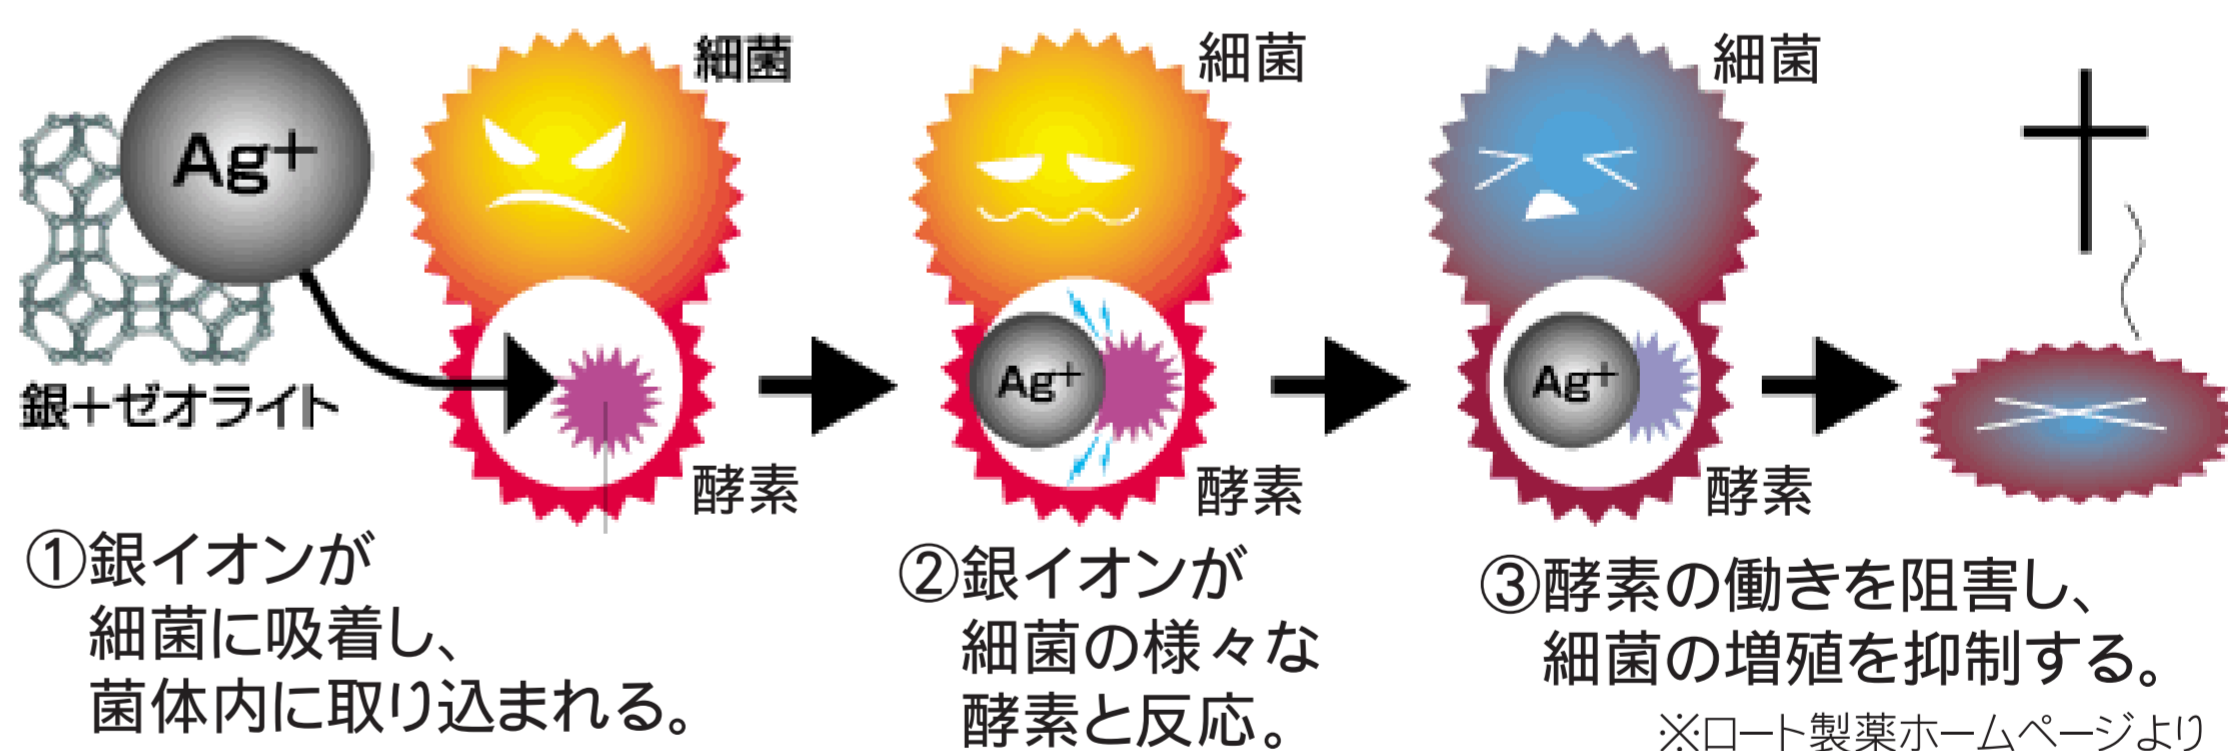 Ag+
銀+ゼオライト
細菌
酵素
細菌
Ag+
酵素
細菌
Ag+
酵素
①銀イオンが
細菌に吸着し、
菌体内に取り込まれる。
②銀イオンが
細菌の様々な
酵素と反応。
③酵素の働きを阻害し、
細菌の増殖を抑制する。
※ロート製薬ホームページより